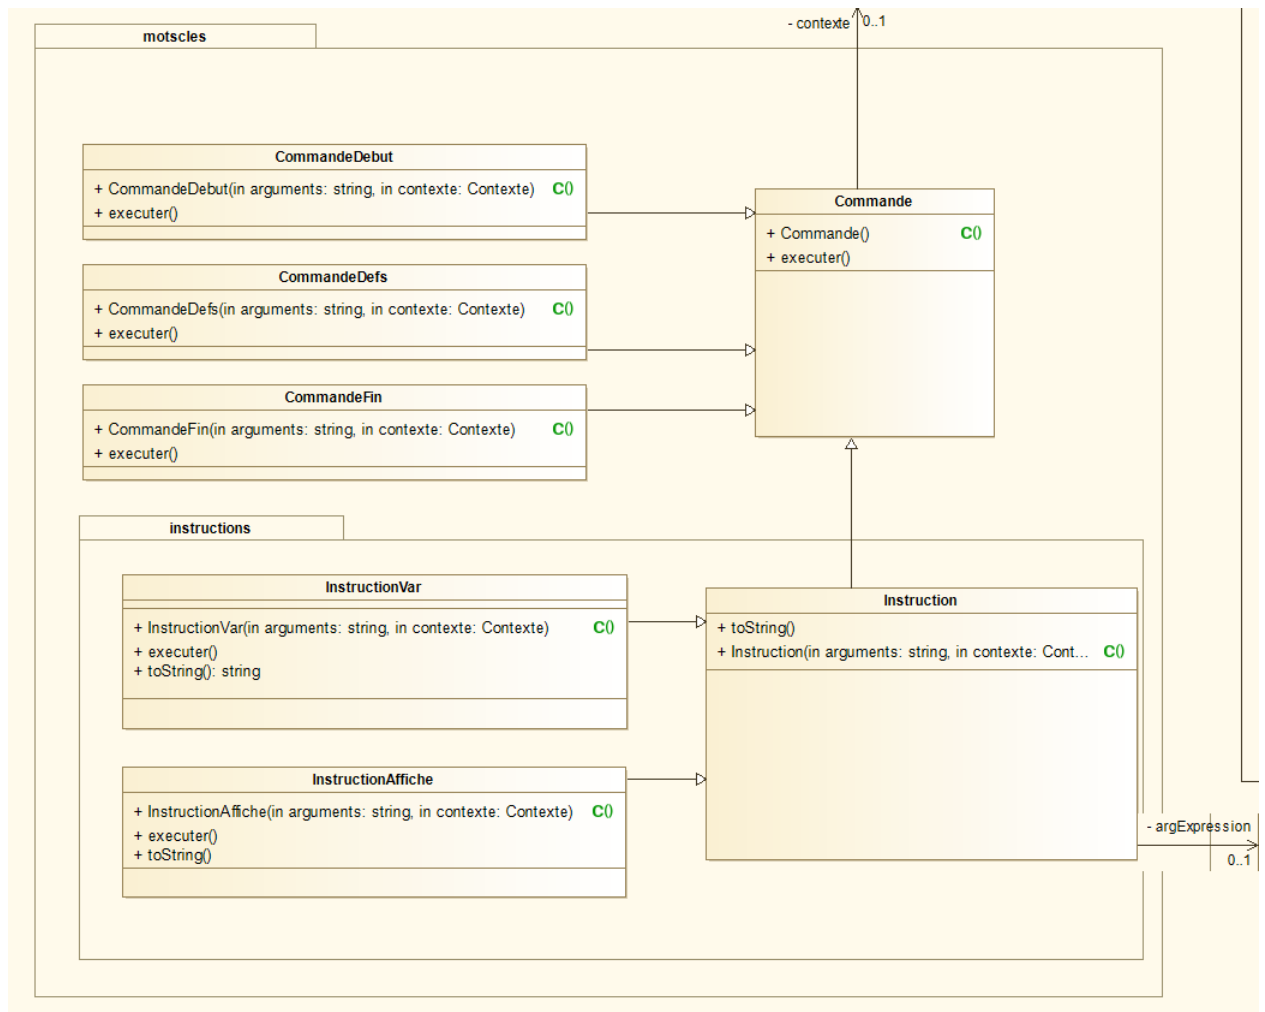 - contexte 0..1
motscles
CommandeDebut
+ CommandeDebut(in arguments: string, in contexte: Contexte) C()
+ executer()
Commande
+ Commande() C()
+ executer()
CommandeDefs
+ CommandeDefs(in arguments: string, in contexte: Contexte) C()
+ executer()
CommandeFin
+ CommandeFin(in arguments: string, in contexte: Contexte) C()
+ executer()
instructions
InstructionVar
+ InstructionVar(in arguments: string, in contexte: Contexte) C()
+ executer()
+ toString(): string
Instruction
+ toString()
+ Instruction(in arguments: string, in contexte: Cont... C()
InstructionAffiche
+ InstructionAffiche(in arguments: string, in contexte: Contexte) C()
+ executer()
+ toString()
- argExpression
0..1